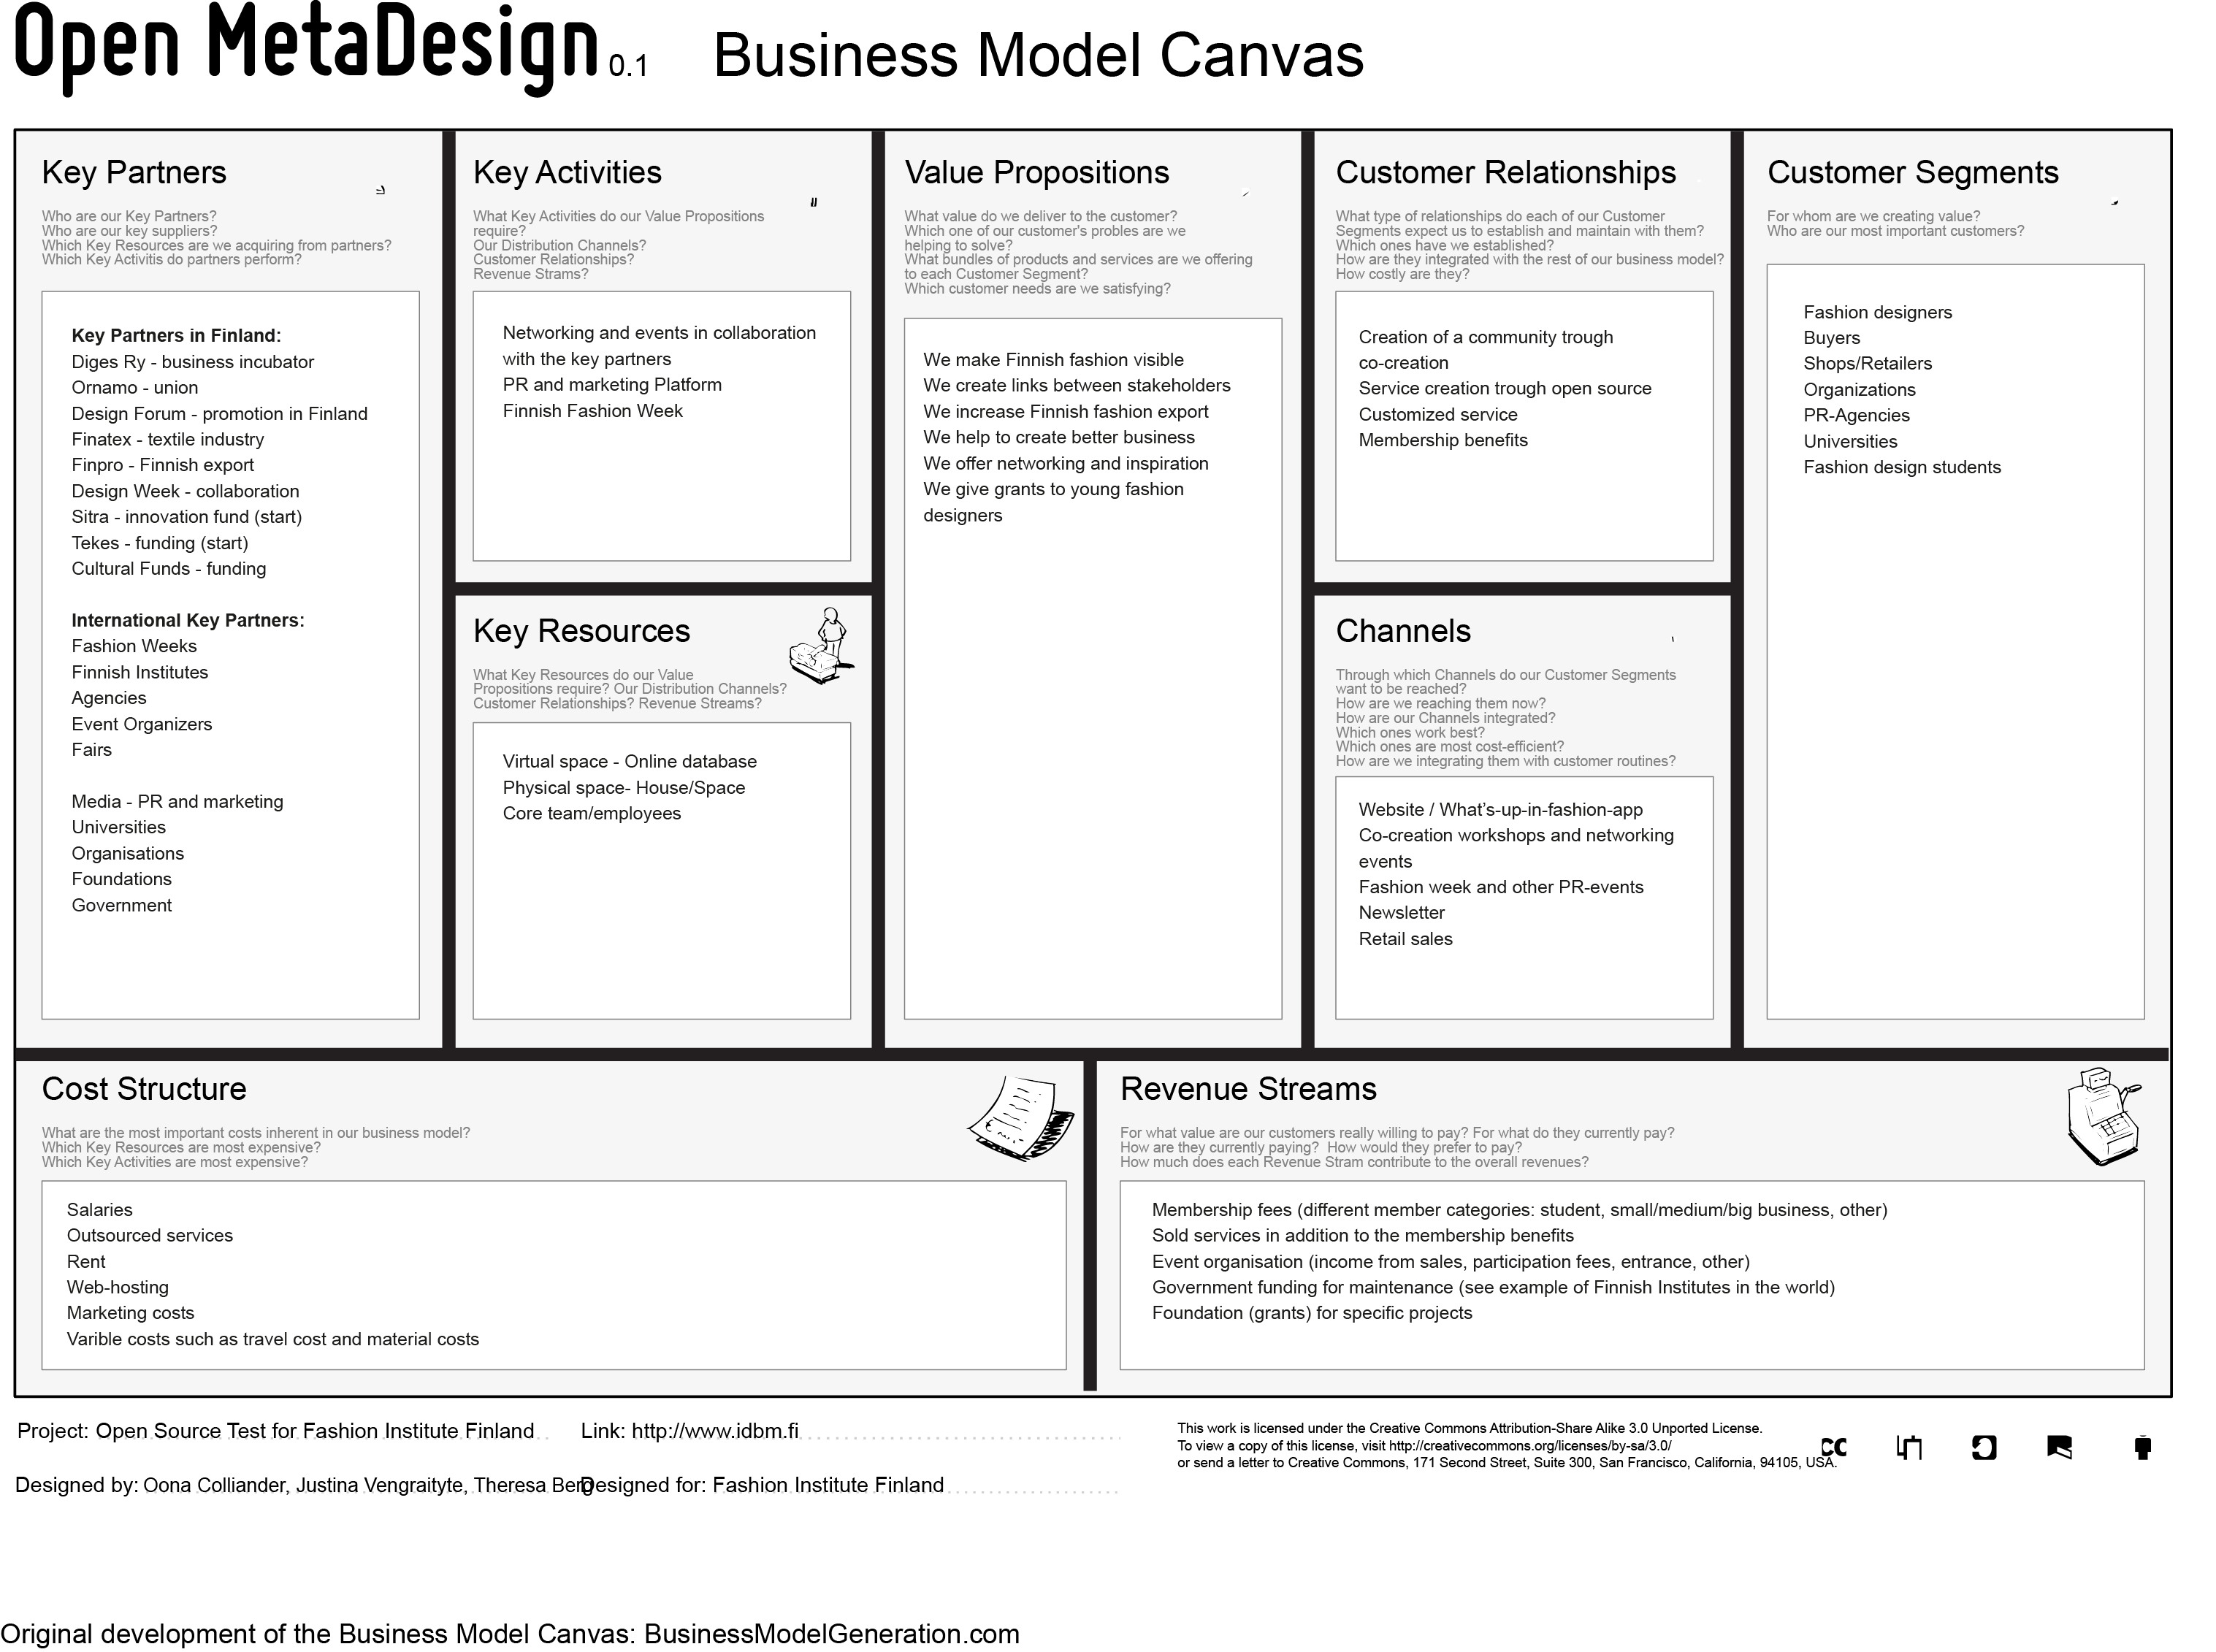 Open MetaDesign 0.1
Business Model Canvas
Key Partners
Who are our Key Partners?
Who are our key suppliers?
Which Key Resources are we acquiring from partners?
Which Key Activitis do partners perform?
Key Partners in Finland:
Diges Ry - business incubator
Ornamo - union
Design Forum - promotion in Finland
Finatex - textile industry
Finpro - Finnish export
Design Week - collaboration
Sitra - innovation fund (start)
Tekes - funding (start)
Cultural Funds - funding
International Key Partners:
Fashion Weeks
Finnish Institutes
Agencies
Event Organizers
Fairs
Media - PR and marketing
Universities
Organisations
Foundations
Government
Key Activities
What Key Activities do our Value Propositions
require?
Our Distribution Channels?
Customer Relationships?
Revenue Strams?
Networking and events in collaboration
with the key partners
PR and marketing Platform
Finnish Fashion Week
Key Resources
What Key Resources do our Value
Propositions require? Our Distribution Channels?
Customer Relationships? Revenue Streams?
Virtual space - Online database
Physical space- House/Space
Core team/employees
Value Propositions
What value do we deliver to the customer?
Which one of our customer's probles are we
helping to solve?
What bundles of products and services are we offering
to each Customer Segment?
Which customer needs are we satisfying?
We make Finnish fashion visible
We create links between stakeholders
We increase Finnish fashion export
We help to create better business
We offer networking and inspiration
We give grants to young fashion
designers
Customer Relationships
What type of relationships do each of our Customer
Segments expect us to establish and maintain with them?
Which ones have we established?
How are they integrated with the rest of our business model?
How costly are they?
Creation of a community trough
co-creation
Service creation trough open source
Customized service
Membership benefits
Channels
Through which Channels do our Customer Segments
want to be reached?
How are we reaching them now?
How are our Channels integrated?
Which ones work best?
Which ones are most cost-efficient?
How are we integrating them with customer routines?
Website / What's-up-in-fashion-app
Co-creation workshops and networking
events
Fashion week and other PR-events
Newsletter
Retail sales
Customer Segments
For whom are we creating value?
Who are our most important customers?
Fashion designers
Buyers
Shops/Retailers
Organizations
PR-Agencies
Universities
Fashion design students
Cost Structure
What are the most important costs inherent in our business model?
Which Key Resources are most expensive?
Which Key Activities are most expensive?
Salaries
Outsourced services
Rent
Web-hosting
Marketing costs
Varible costs such as travel cost and material costs
Revenue Streams
For what value are our customers really willing to pay? For what do they currently pay?
How are they currently paying? How would they prefer to pay?
How much does each Revenue Stram contribute to the overall revenues?
Membership fees (different member categories: student, small/medium/big business, other)
Sold services in addition to the membership benefits
Event organisation (income from sales, participation fees, entrance, other)
Government funding for maintenance (see example of Finnish Institutes in the world)
Foundation (grants) for specific projects
Project: Open Source Test for Fashion Institute Finland
Link: http://www.idbm.fi
Designed by: Oona Colliander, Justina Vengraityte, Theresa Berg
Designed for: Fashion Institute Finland
This work is licensed under the Creative Commons Attribution-Share Alike 3.0 Unported License.
To view a copy of this license, visit http://creativecommons.org/licenses/by-sa/3.0/
or send a letter to Creative Commons, 171 Second Street, Suite 300, San Francisco, California, 94105, USA.
cc
Original development of the Business Model Canvas: BusinessModelGeneration.com